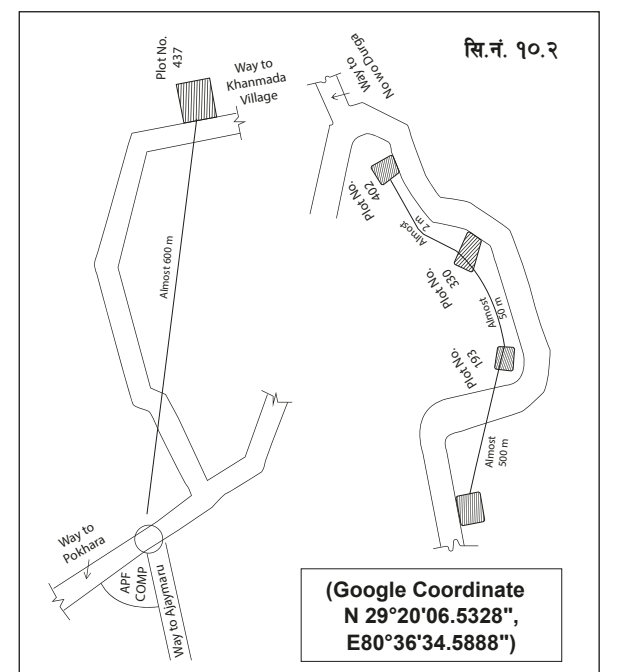 सि.नं. १०.२
Plot No.
437
Way to
Khanmada
Village
Almost 600 m
Way to
Pokhara
APF
COMP
Way to Ajaymaru
Way to
Nowo Durga
Plot No.
402
Almost
2 m
Plot No.
330
Almost
50 m
Plot No.
193
Almost
500 m
(Google Coordinate
N 29°20'06.5328",
E80°36'34.5888")